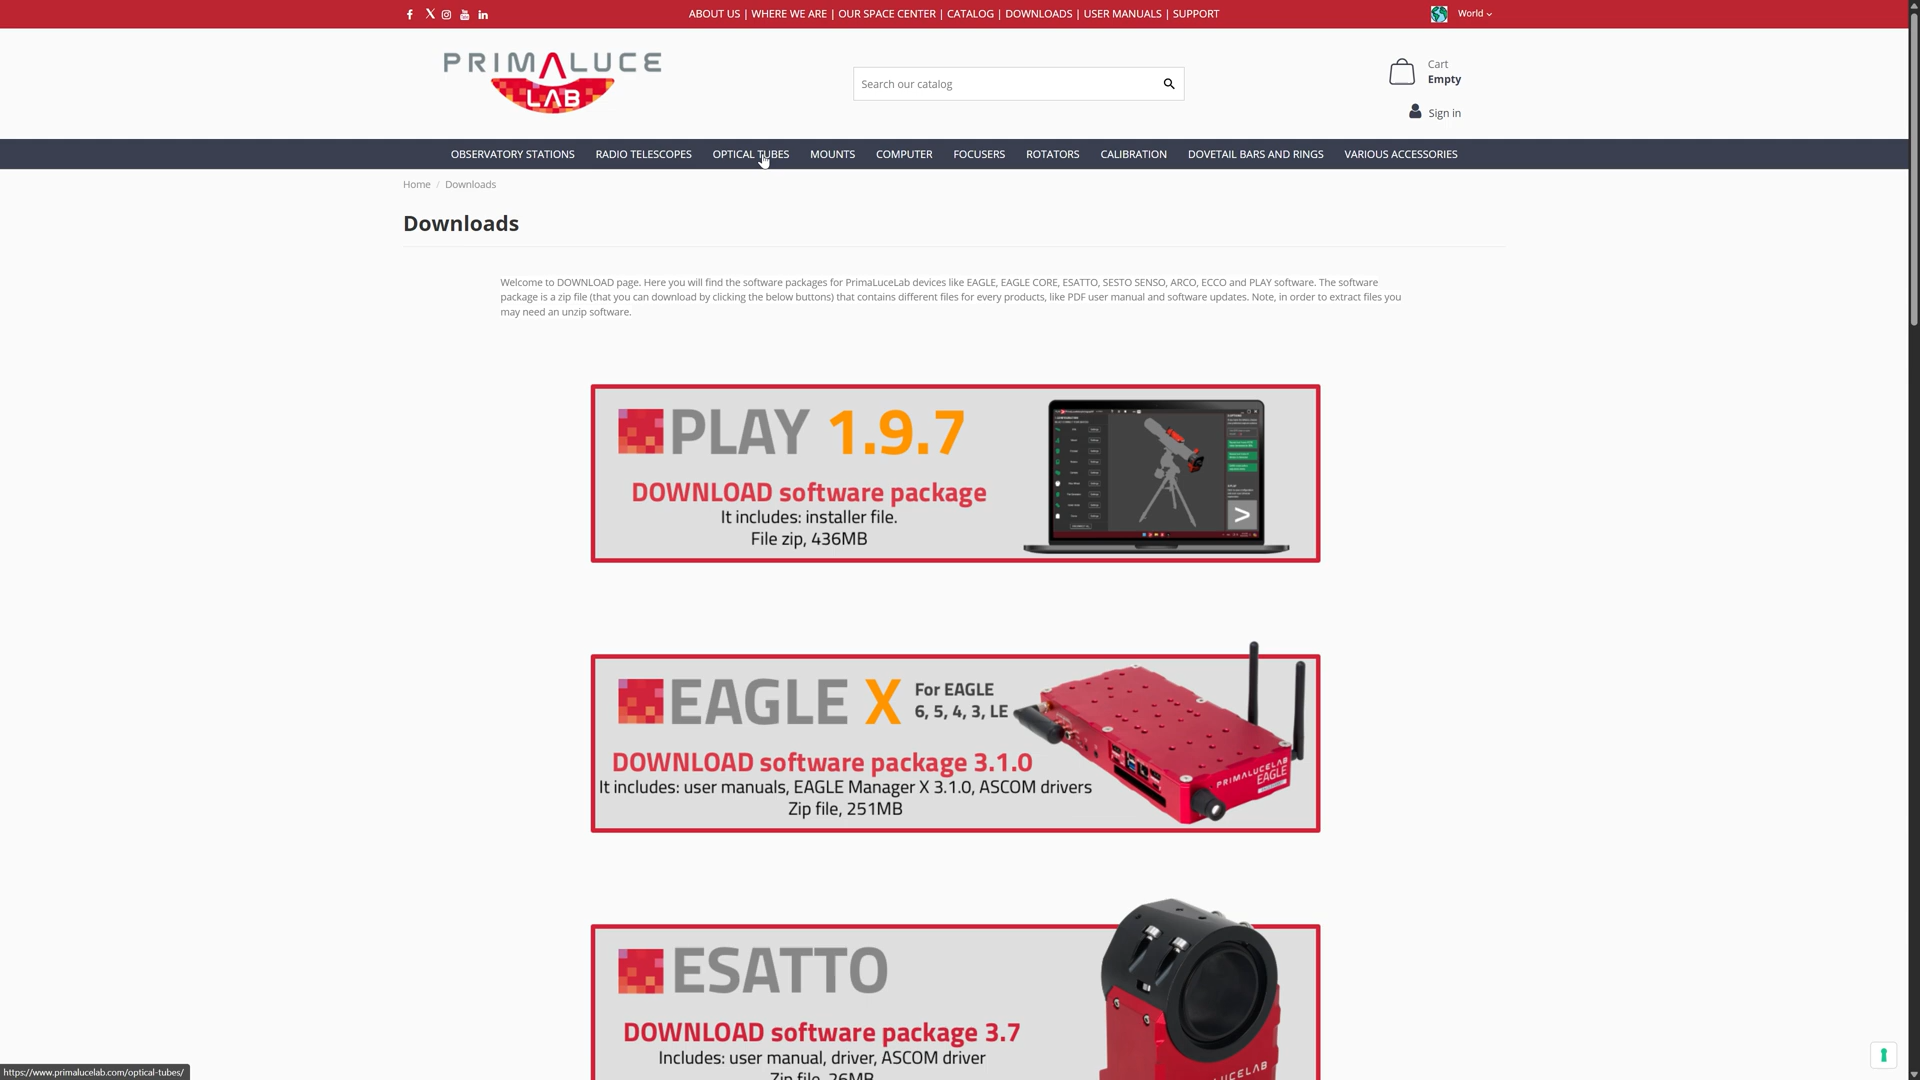 ABOUT US | WHERE WE ARE | OUR SPACE CENTER | CATALOG | DOWNLOADS | USER MANUALS | SUPPORT
World
PRIMALUCE
LAB
Search our catalog
Cart
Empty
Sign in
OBSERVATORY STATIONS RADIO TELESCOPES OPTICAL TUBES MOUNTS COMPUTER FOCUSERS ROTATORS CALIBRATION DOVETAIL BARS AND RINGS VARIOUS ACCESSORIES
Home / Downloads
Downloads
Welcome to DOWNLOAD page. Here you will find the software packages for PrimaLuceLab devices like EAGLE, EAGLE CORE, ESATTO, SESTO SENSO, ARCO, ECCO and PLAY software. The software
package is a zip file (that you can download by clicking the below buttons) that contains different files for every products, like PDF user manual and software updates. Note, in order to extract files you
may need an unzip software.
PLAY 1.9.7
DOWNLOAD software package
It includes: installer file.
File zip, 436MB
EAGLE X
For EAGLE
6, 5, 4, 3, LE
DOWNLOAD software package 3.1.0
It includes: user manuals, EAGLE Manager X 3.1.0, ASCOM drivers
Zip file, 251MB
PRIMALUCELAB
EAGLE
ESATTO
DOWNLOAD software package 3.7
Includes: user manual, driver, ASCOM driver
Zip file, 26MB
https://www.primalucelab.com/optical-tubes/